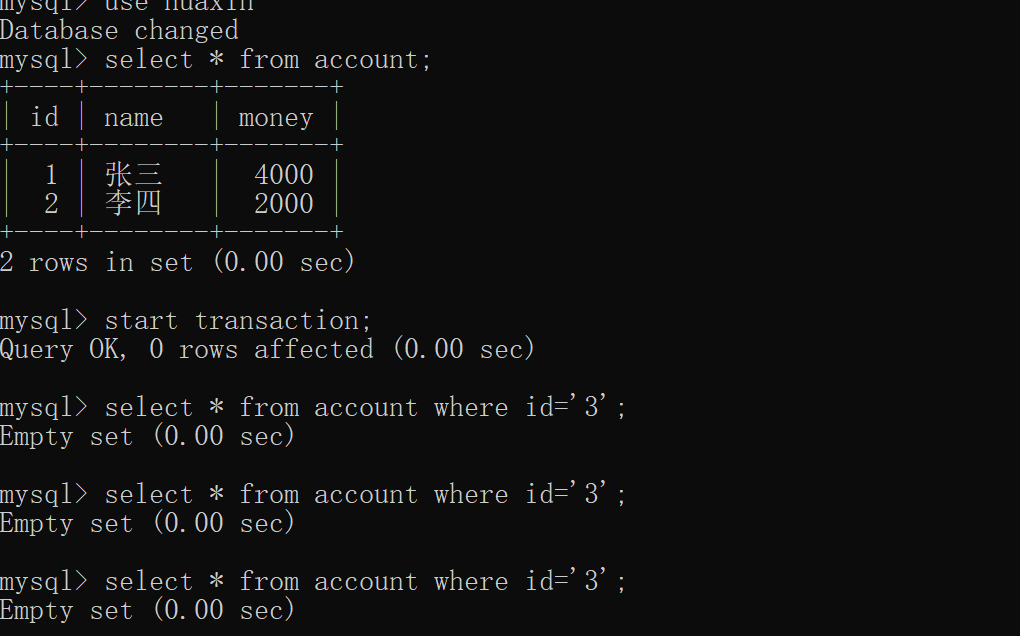 mysql> use huaxin
Database changed
mysql> select * from account;
+----+--------+-------+
| id | name   | money |
+----+--------+-------+
|  1 | 张三   |  4000 |
|  2 | 李四   |  2000 |
+----+--------+-------+
2 rows in set (0.00 sec)
mysql> start transaction;
Query OK, 0 rows affected (0.00 sec)
mysql> select * from account where id='3';
Empty set (0.00 sec)
mysql> select * from account where id='3';
Empty set (0.00 sec)
mysql> select * from account where id='3';
Empty set (0.00 sec)